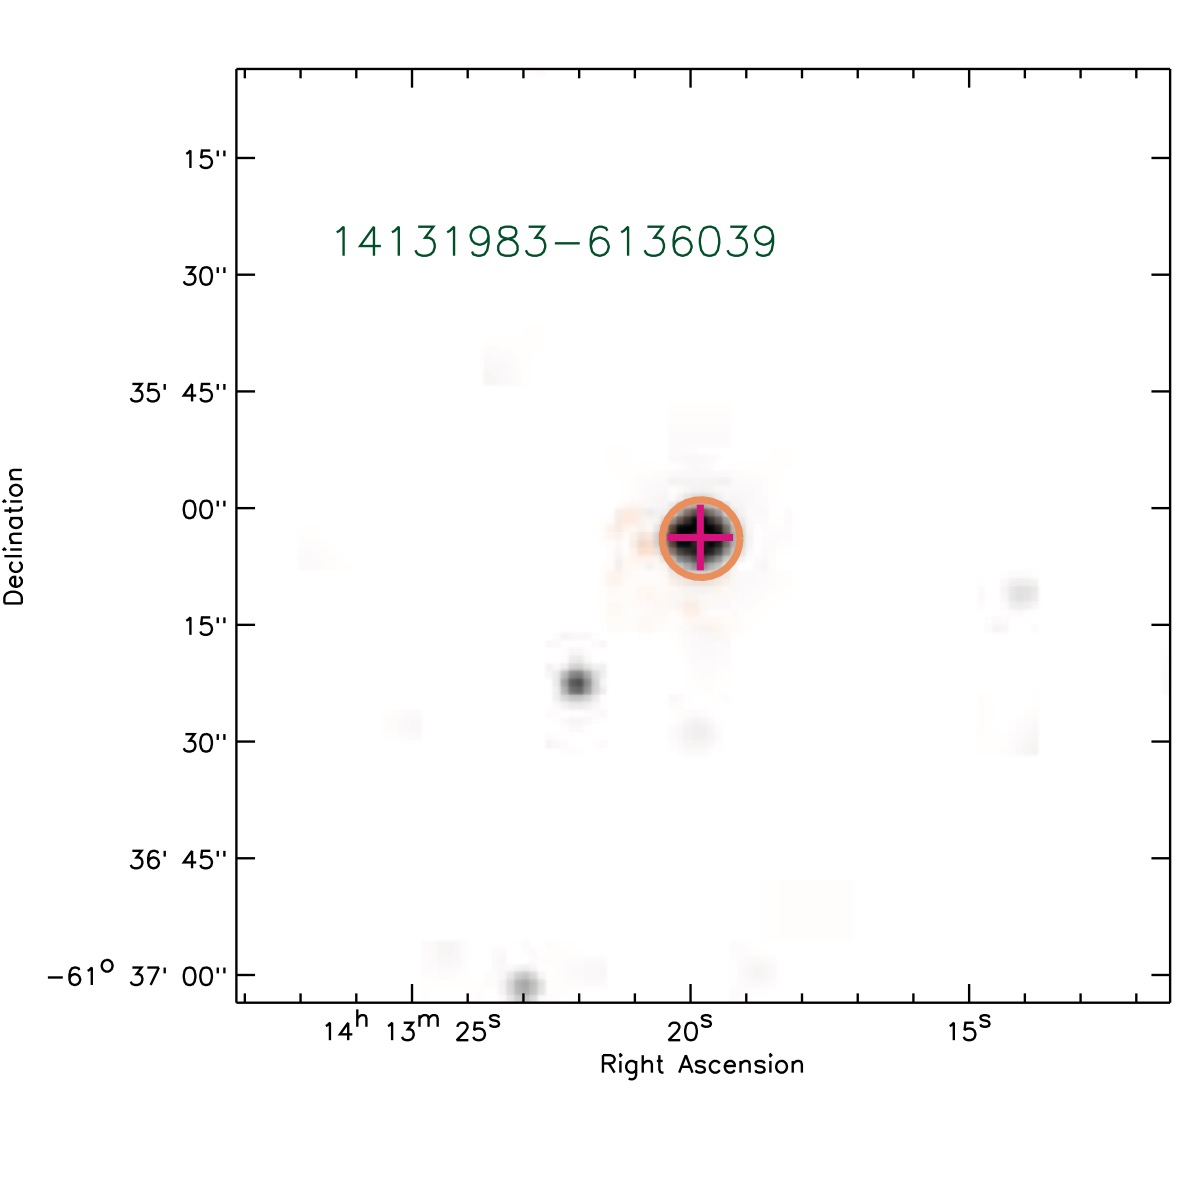 15"
14131983-6136039
30"
35' 45"
00"
15"
30"
36' 45"
-61° 37' 00"
14ʰ 13ᵐ 25ˢ 20ˢ 15ˢ
Right Ascension
Declination